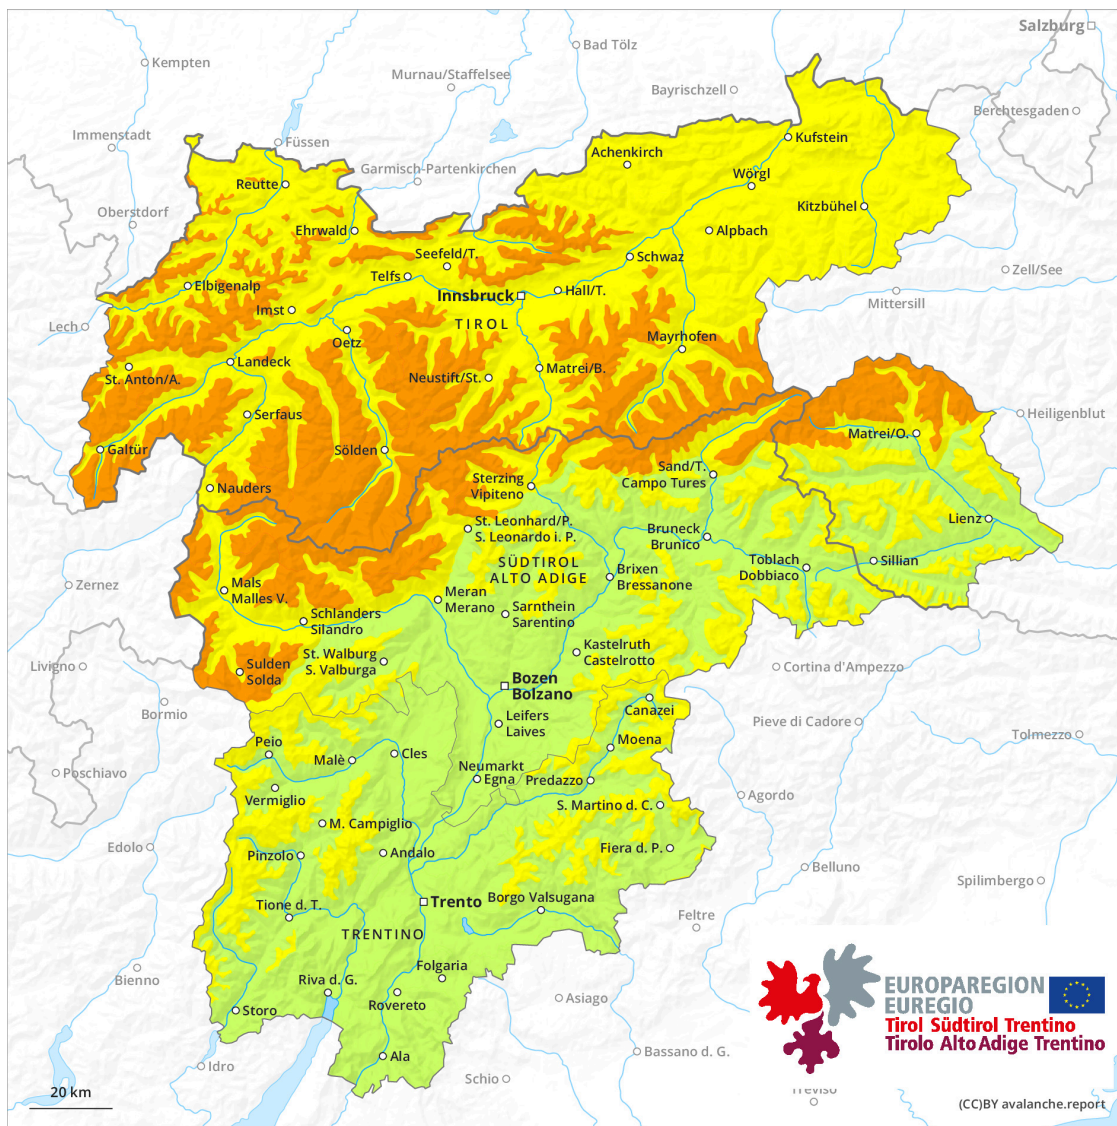 Salzburg
Bad Tölz
Kempten
Murnau/Staffelsee
Bayrischzell
Berchtesgaden
Immenstadt
Füssen
Kufstein
Achenkirch
Garmisch-Partenkirchen
Wörgl
Reutte
Kitzbühel
Oberstdorf
Ehrwald
Alpbach
Seefeld/T.
Schwaz
Zell/See
Telfs
Elbigenalp
Hall/T.
Innsbruck
Mittersill
Imst
TIROL
Lech
Oetz
Mayrhofen
Landeck
Matrei/B.
St. Anton/A.
Neustift/St.
Serfaus
Heiligenblut
Matrei/O.
Galtür
Sölden
Sand/T.
Campo Tures
Sterzing
Vipiteno
Nauders
Lienz
St. Leonhard/P.
S. Leonardo i. P.
Bruneck
Brunico
SÜDTIROL
ALTO ADIGE
Toblach
Dobbiaco
Sillian
Brixen
Bressanone
Zernez
Mals
Malles V.
Meran
Merano
Sarnthein
Sarentino
Schlanders
Silandro
Kastelruth
Castelrotto
St. Walburg
S. Valburga
Livigno
Sulden
Solda
Cortina d'Ampezzo
Bozen
Bolzano
Bormio
Canazei
Leifers
Laives
Pieve di Cadore
Tolmezzo
Moena
Peio
Cles
Malè
Neumarkt
Egna
Predazzo
Poschiavo
Vermiglio
Agordo
S. Martino d. C.
M. Campiglio
Edolo
Pinzolo
Andalo
Fiera d. P.
Belluno
Spilimbergo
Trento
Borgo Valsugana
Tione d. T.
Feltre
TRENTINO
Folgaria
Bienno
Riva d. G.
Rovereto
Asiago
Storo
EUROPAREGION
EUREGIO
Tirol Südtirol Trentino
Tirolo Alto Adige Trentino
Ala
Bassano d. G.
Idro
Schio
20 km
Treviso
(CC)BY avalanche.report